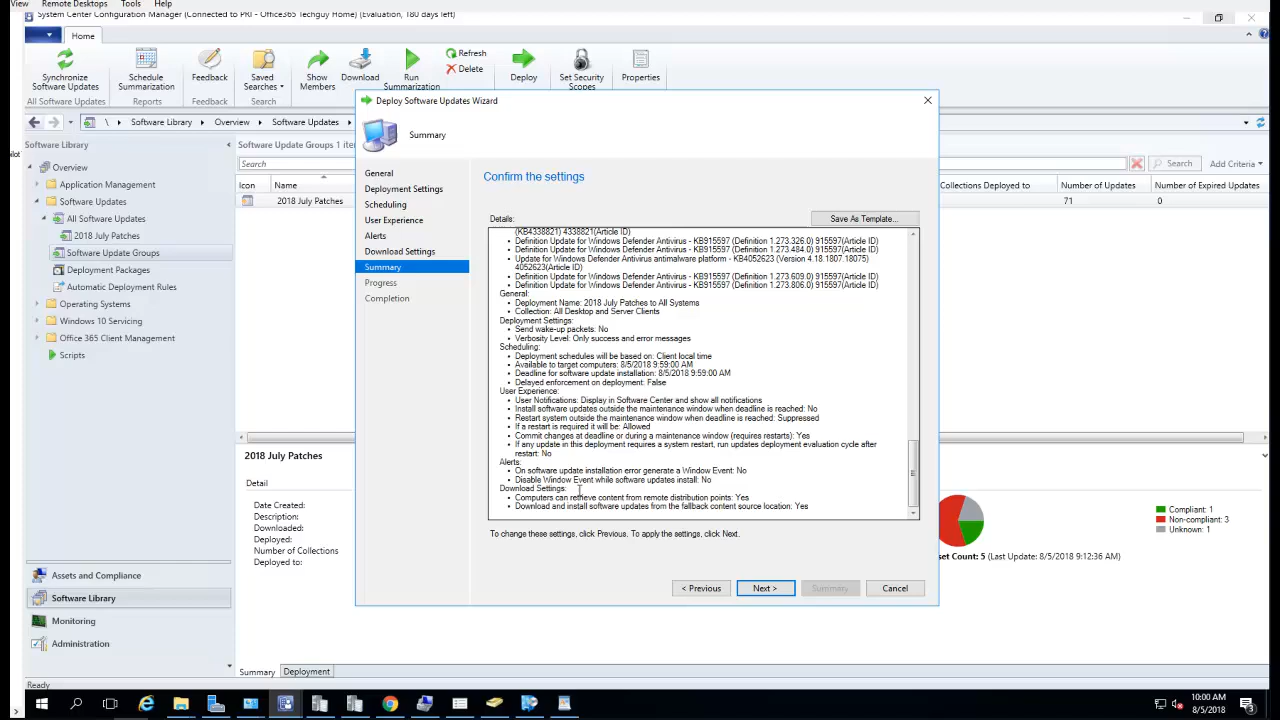 View Remote Desktops Tools Help
System Center Configuration Manager (Connected to PRI - Office365 Techguy Home) (Evaluation, 180 days left)
Home
Synchronize Software Updates
Schedule Summarization
Feedback
Saved Searches
Show Members
Download
Run Summarization
Refresh
Delete
Deploy
Set Security Scopes
Properties
All Software Updates
Reports
Feedback
Search
\ Software Library Overview Software Updates
Software Library
Overview
Application Management
Software Updates
All Software Updates
2018 July Patches
Software Update Groups
Deployment Packages
Automatic Deployment Rules
Operating Systems
Windows 10 Servicing
Office 365 Client Management
Scripts
Assets and Compliance
Software Library
Monitoring
Administration
Ready
Software Update Groups 1 ite
Search
Search
Add Criteria
Icon Name
Collections Deployed to Number of Updates Number of Expired Updates
2018 July Patches
71 0
Deploy Software Updates Wizard
Summary
General
Deployment Settings
Scheduling
User Experience
Alerts
Download Settings
Summary
Progress
Completion
Confirm the settings
Details:
Save As Template...
(KB4338821) 4338821(Article ID)
• Definition Update for Windows Defender Antivirus - KB915597 (Definition 1.273.326.0) 915597(Article ID)
• Definition Update for Windows Defender Antivirus - KB915597 (Definition 1.273.484.0) 915597(Article ID)
• Update for Windows Defender Antivirus antimalware platform - KB4052623 (Version 4.18.1807.18075)
4052623(Article ID)
• Definition Update for Windows Defender Antivirus - KB915597 (Definition 1.273.609.0) 915597(Article ID)
• Definition Update for Windows Defender Antivirus - KB915597 (Definition 1.273.806.0) 915597(Article ID)
General:
• Deployment Name: 2018 July Patches to All Systems
• Collection: All Desktop and Server Clients
Deployment Settings:
• Send wake-up packets: No
• Verbosity Level: Only success and error messages
Scheduling:
• Deployment schedules will be based on: Client local time
• Available to target computers: 8/5/2018 9:59:00 AM
• Deadline for software update installation: 8/5/2018 9:59:00 AM
• Delayed enforcement on deployment: False
User Experience:
• User Notifications: Display in Software Center and show all notifications
• Install software updates outside the maintenance window when deadline is reached: No
• Restart system outside the maintenance window when deadline is reached: Suppressed
• If a restart is required it will be: Allowed
• Commit changes at deadline or during a maintenance window (requires restarts): Yes
• If any update in this deployment requires a system restart, run updates deployment evaluation cycle after
restart: No
Alerts:
• On software update installation error generate a Window Event: No
• Disable Window Event while software updates install: No
Download Settings:
• Computers can retrieve content from remote distribution points: Yes
• Download and install software updates from the fallback content source location: Yes
To change these settings, click Previous. To apply the settings, click Next.
< Previous
Next >
Summary
Cancel
2018 July Patches
Detail
Date Created:
Description:
Downloaded:
Deployed:
Number of Collections
Deployed to:
Compliant: 1
Non-compliant: 3
Unknown: 1
set Count: 5 (Last Update: 8/5/2018 9:12:36 AM)
Summary Deployment
10:00 AM
8/5/2018